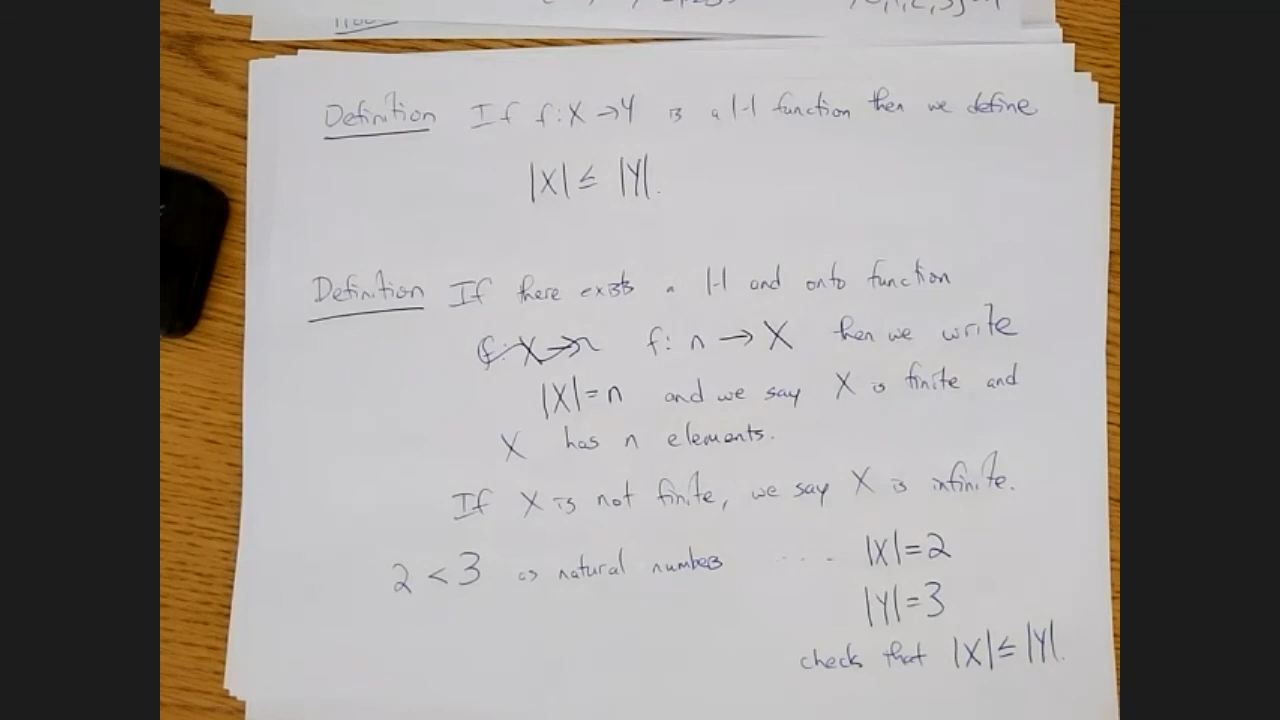 Definition If f: X → Y is a 1-1 function then we define
|X| ≤ |Y|.
Definition If there exists a 1-1 and onto function
f: X → n f: n → X then we write
|X| = n and we say X is finite and
X has n elements.
If X is not finite, we say X is infinite.
2 < 3 as natural numbers .... |X| = 2
|Y| = 3
check that |X| ≤ |Y|.